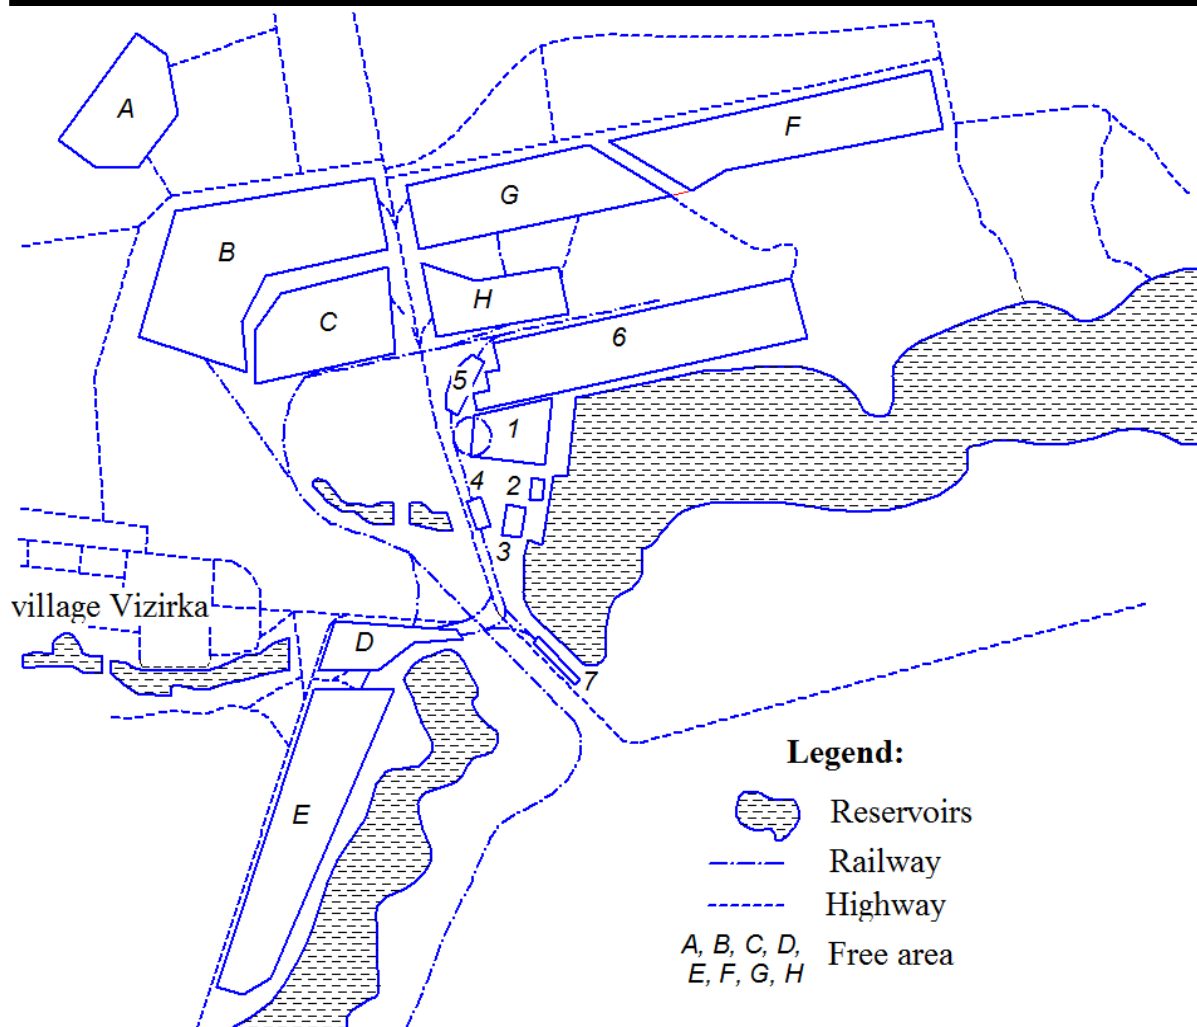 A
F
G
B
H
C
6
5
1
4
2
3
village Vizirka
D
7
Legend:
E
Reservoirs
Railway
Highway
A, B, C, D,
E, F, G, H
Free area